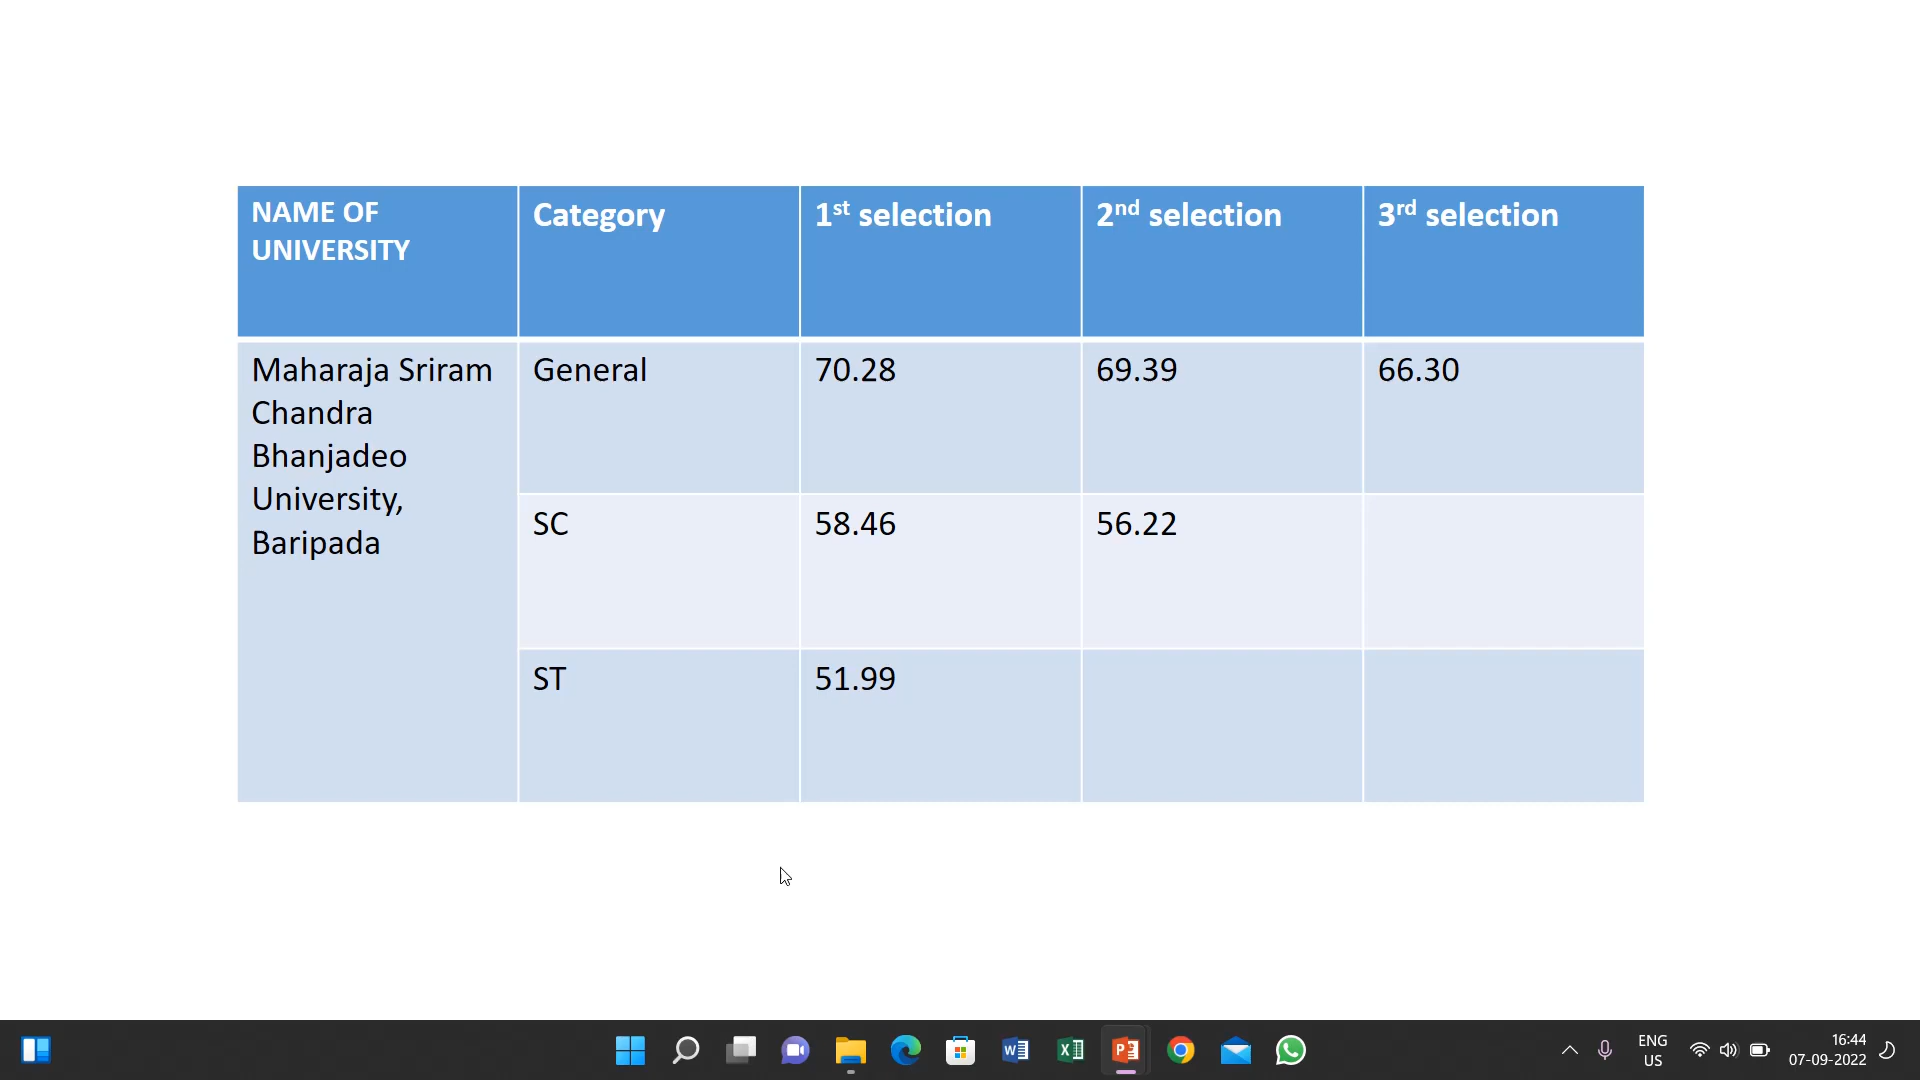 NAME OF
UNIVERSITY
Category
1st selection
2nd selection
3rd selection
Maharaja Sriram
Chandra
Bhanjadeo
University,
Baripada
General
70.28
69.39
66.30
SC
58.46
56.22
ST
51.99
ENG
US
16:44
07-09-2022